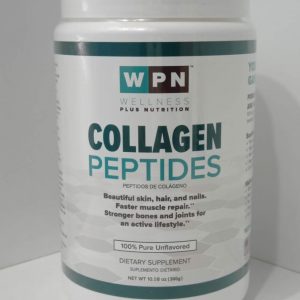 WPN
WELLNESS
PLUS NUTRITION
COLLAGEN™
PEPTIDES
PEPTIDOS DE COLÁGENO
Beautiful skin, hair, and nails.
Faster muscle repair.**
Stronger bones and joints for
an active lifestyle.**
100% Pure Unflavored
DIETARY SUPPLEMENT
SUPLEMENTO DIETARIO